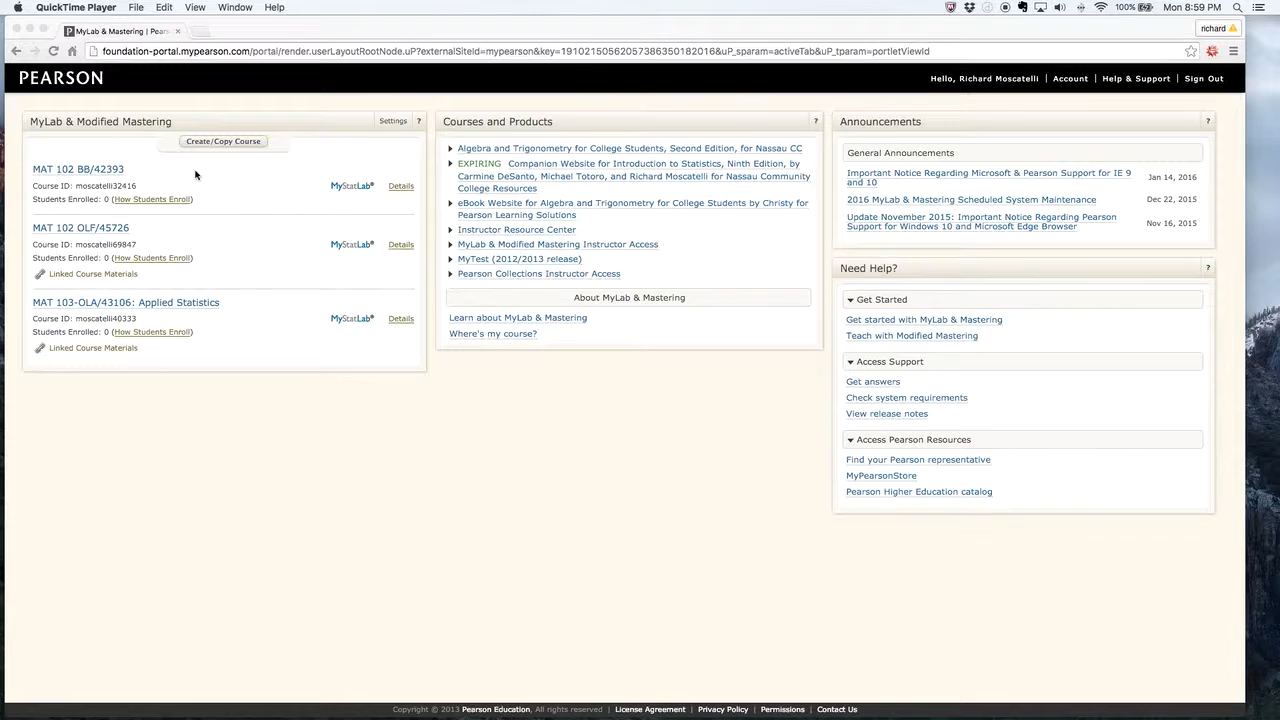 QuickTime Player File Edit View Window Help
100% Mon 8:59 PM
MyLab & Mastering | Pears
richard
foundation-portal.mypearson.com/portal/render.userLayoutRootNode.uP?externalSiteId=mypearson&key=19102150562057386350182016&uP_sparam=activeTab&uP_tparam=portletViewId
PEARSON
Hello, Richard Moscatelli | Account | Help & Support | Sign Out
MyLab & Modified Mastering
Settings ?
Create/Copy Course
MAT 102 BB/42393
Course ID: moscatelli32416
MyStatLab® Details
Students Enrolled: 0 (How Students Enroll)
MAT 102 OLF/45726
Course ID: moscatelli69847
MyStatLab® Details
Students Enrolled: 0 (How Students Enroll)
Linked Course Materials
MAT 103-OLA/43106: Applied Statistics
Course ID: moscatelli40333
MyStatLab® Details
Students Enrolled: 0 (How Students Enroll)
Linked Course Materials
Courses and Products ?
Algebra and Trigonometry for College Students, Second Edition, for Nassau CC
EXPIRING Companion Website for Introduction to Statistics, Ninth Edition, by
Carmine DeSanto, Michael Totoro, and Richard Moscatelli for Nassau Community
College Resources
eBook Website for Algebra and Trigonometry for College Students by Christy for
Pearson Learning Solutions
Instructor Resource Center
MyLab & Modified Mastering Instructor Access
MyTest (2012/2013 release)
Pearson Collections Instructor Access
About MyLab & Mastering
Learn about MyLab & Mastering
Where's my course?
Announcements ?
General Announcements
Important Notice Regarding Microsoft & Pearson Support for IE 9
and 10
Jan 14, 2016
2016 MyLab & Mastering Scheduled System Maintenance
Dec 22, 2015
Update November 2015: Important Notice Regarding Pearson
Support for Windows 10 and Microsoft Edge Browser
Nov 16, 2015
Need Help? ?
Get Started
Get started with MyLab & Mastering
Teach with Modified Mastering
Access Support
Get answers
Check system requirements
View release notes
Access Pearson Resources
Find your Pearson representative
MyPearsonStore
Pearson Higher Education catalog
Copyright © 2013 Pearson Education, All rights reserved | License Agreement | Privacy Policy | Permissions | Contact Us